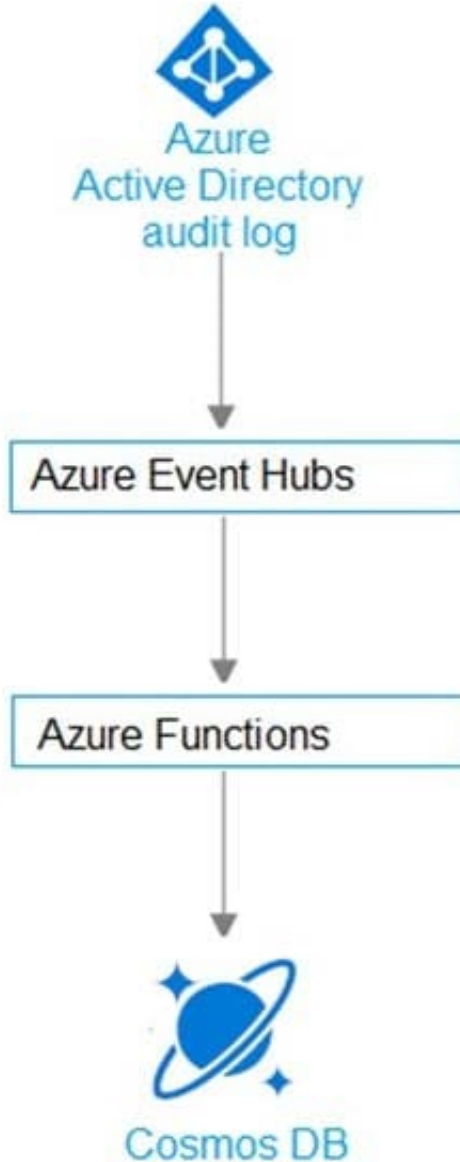 Azure
Active Directory
audit log
Azure Event Hubs
Azure Functions
Cosmos DB